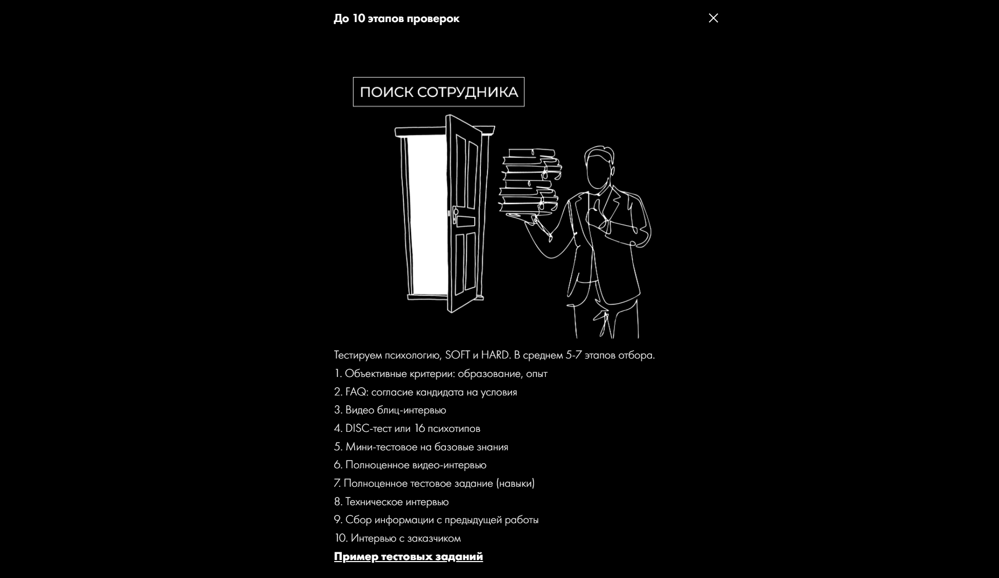 До 10 этапов проверок
ПОИСК СОТРУДНИКА
Тестируем психологию, SOFT и HARD. В среднем 5-7 этапов отбора.
1. Объективные критерии: образование, опыт
2. FAQ: согласие кандидата на условия
3. Видео блиц-интервью
4. DISC-тест или 16 психотипов
5. Мини-тестовое на базовые знания
6. Полноценное видео-интервью
7. Полноценное тестовое задание (навыки)
8. Техническое интервью
9. Сбор информации с предыдущей работы
10. Интервью с заказчиком
Пример тестовых заданий